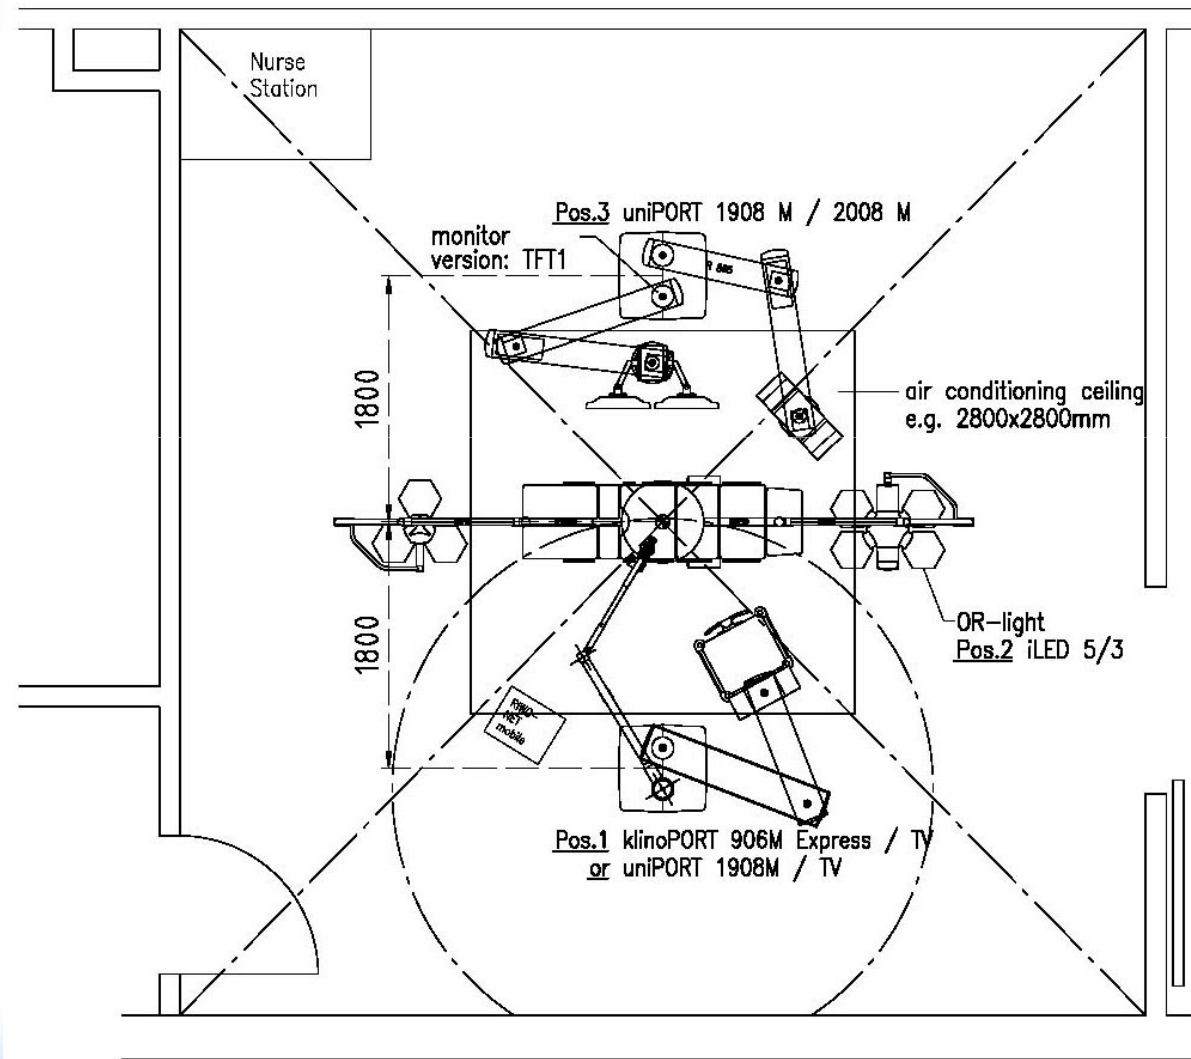 Nurse
Station
Pos.3 uniPORT 1908 M / 2008 M
monitor
version: TFT1
1800
air conditioning ceiling
e.g. 2800x2800mm
OR-light
Pos.2 iLED 5/3
1800
NET
mobile
Pos.1 klinoPORT 906M Express / TV
or uniPORT 1908M / TV